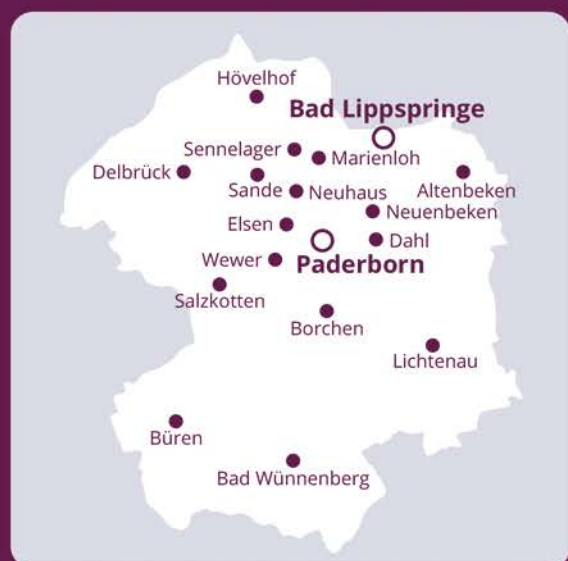 Hövelhof
Bad Lippspringe
Sennelager
Marienloh
Delbrück
Altenbeken
Sande
Neuhaus
Neuenbeken
Elsen
Dahl
Wewer
Paderborn
Salzkotten
Borchen
Lichtenau
Büren
Bad Wünnenberg